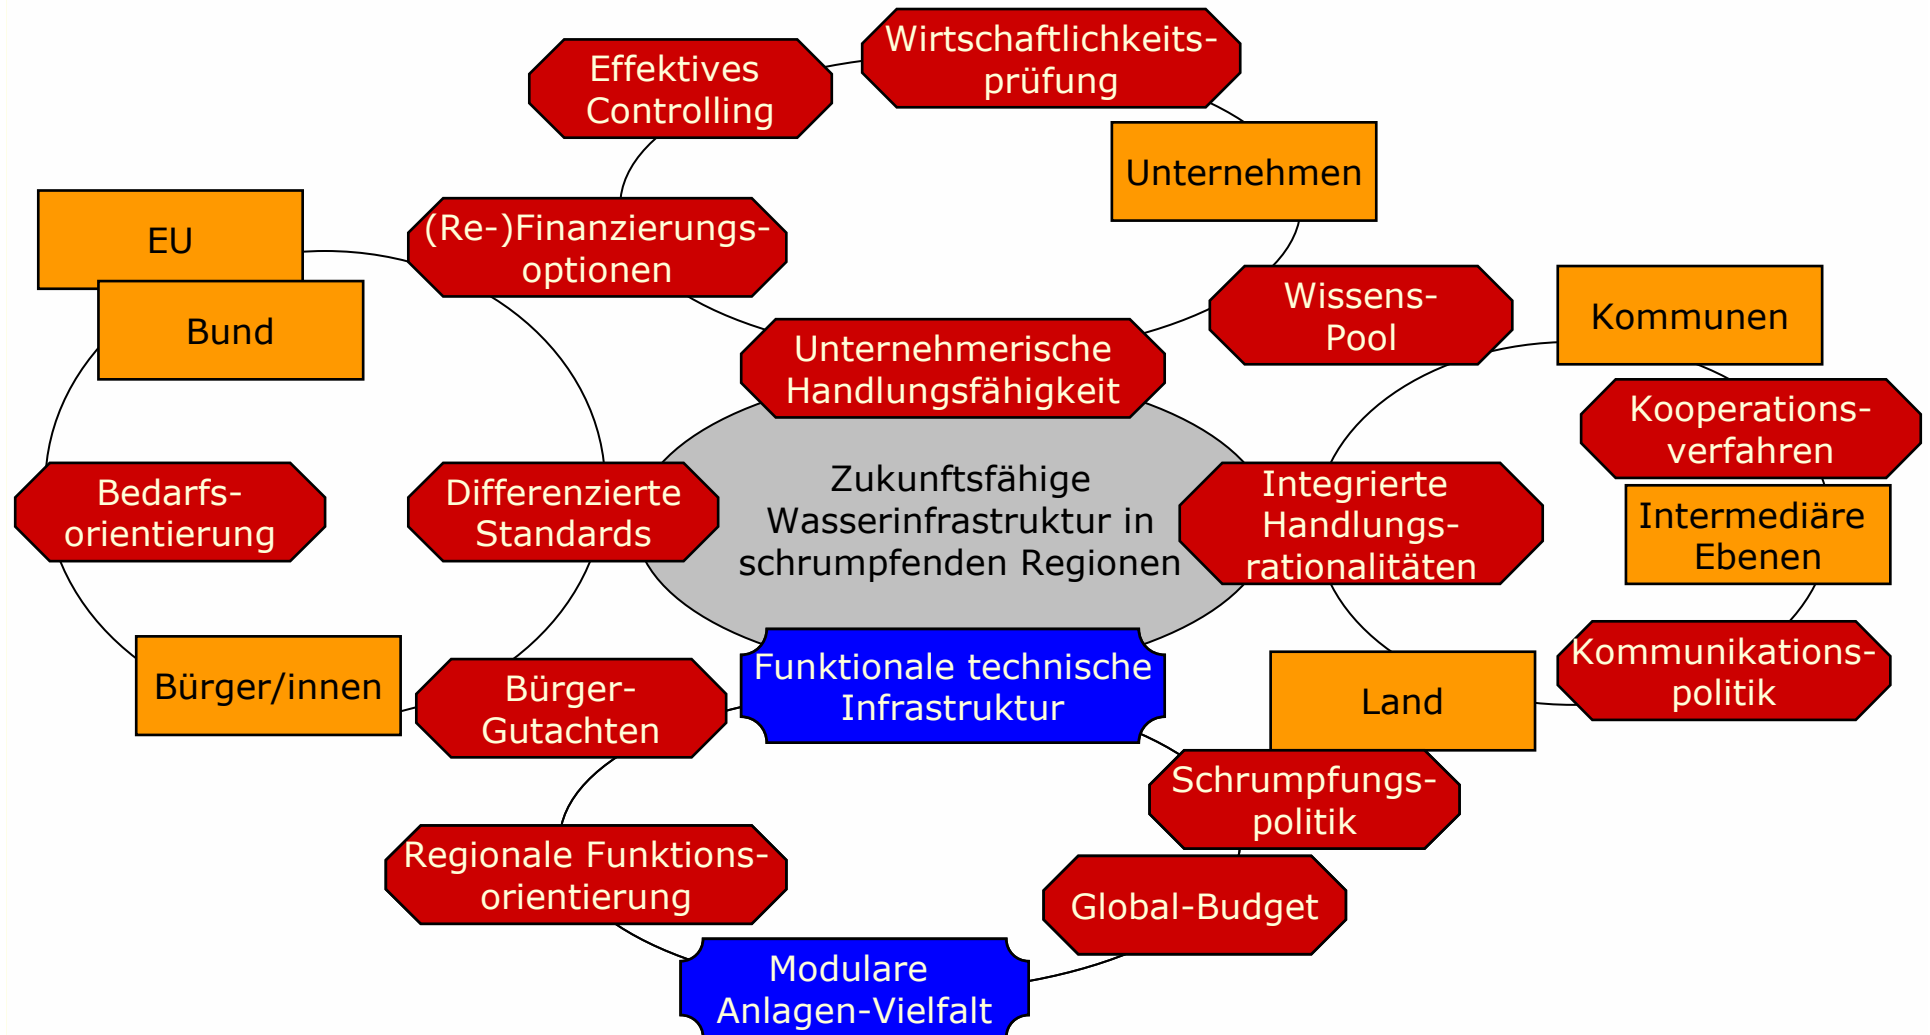 Wirtschaftlichkeits-
prüfung
Effektives
Controlling
Unternehmen
EU
(Re-)Finanzierungs-
optionen
Bund
Wissens-
Pool
Kommunen
Unternehmerische
Handlungsfähigkeit
Kooperations-
verfahren
Bedarfs-
orientierung
Differenzierte
Standards
Zukunftsfähige
Wasserinfrastruktur in
schrumpfenden Regionen
Integrierte
Handlungs-
rationalitäten
Intermediäre
Ebenen
Bürger/innen
Bürger-
Gutachten
Funktionale technische
Infrastruktur
Land
Kommunikations-
politik
Schrumpfungs-
politik
Regionale Funktions-
orientierung
Global-Budget
Modulare
Anlagen-Vielfalt